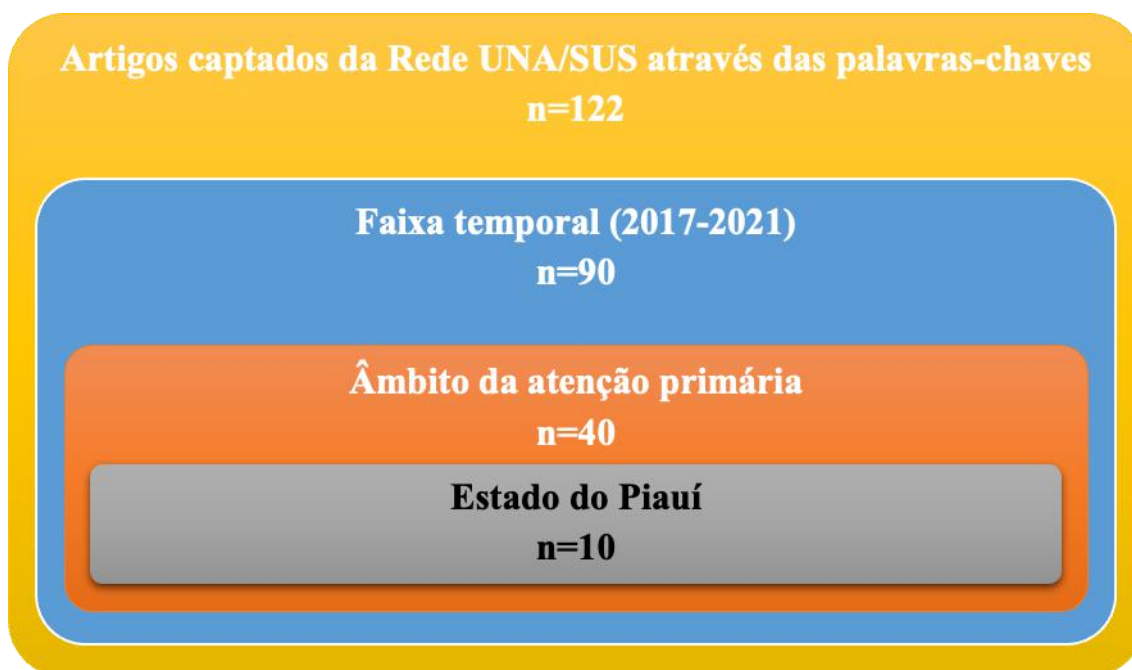 Artigos captados da Rede UNA/SUS através das palavras-chaves
n=122
Faixa temporal (2017-2021)
n=90
Âmbito da atenção primária
n=40
Estado do Piauí
n=10